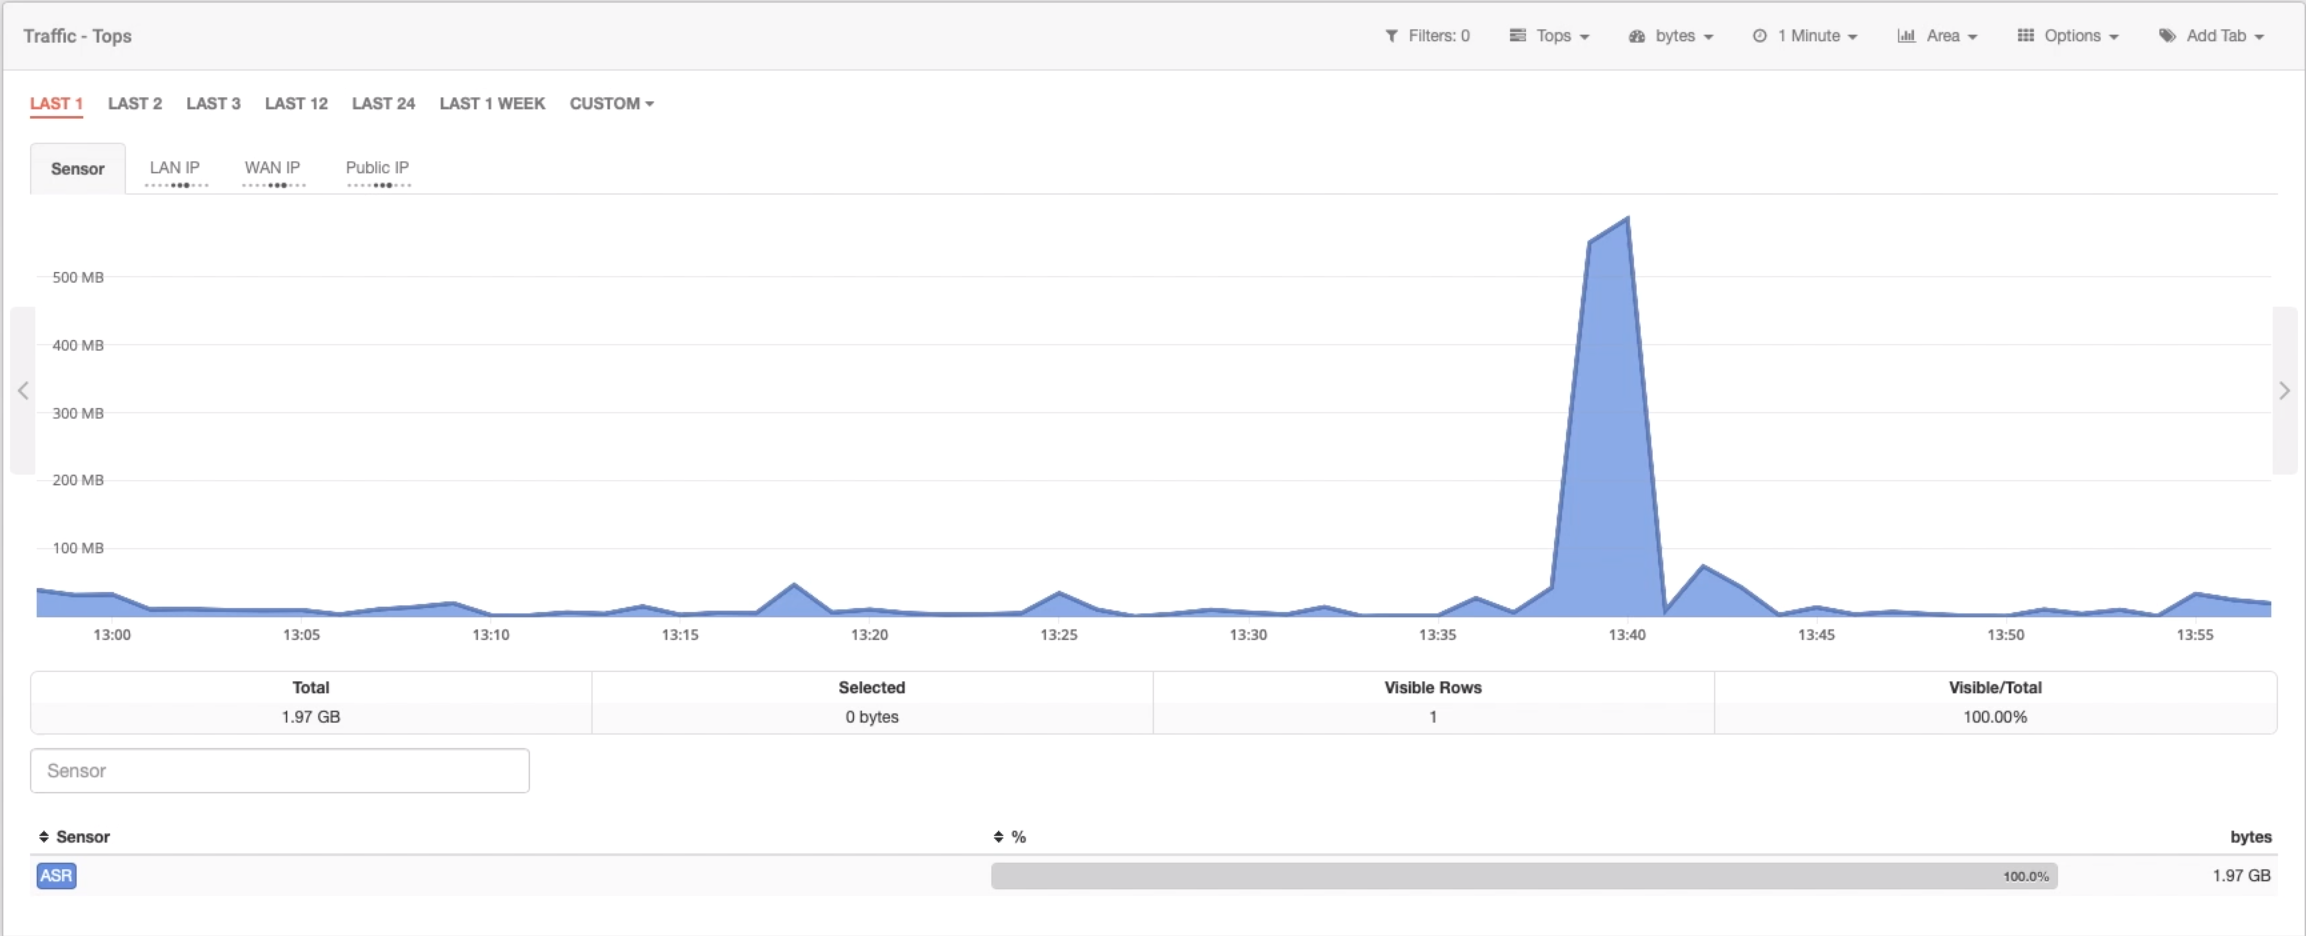 Traffic - Tops Filters: 0 Tops bytes 1 Minute Area Options Add Tab
LAST 1 LAST 2 LAST 3 LAST 12 LAST 24 LAST 1 WEEK CUSTOM
Sensor LAN IP WAN IP Public IP
500 MB
400 MB
300 MB
200 MB
100 MB
13:00 13:05 13:10 13:15 13:20 13:25 13:30 13:35 13:40 13:45 13:50 13:55
Total Selected Visible Rows Visible/Total
1.97 GB 0 bytes 1 100.00%
Sensor
Sensor % bytes
ASR 100.0% 1.97 GB